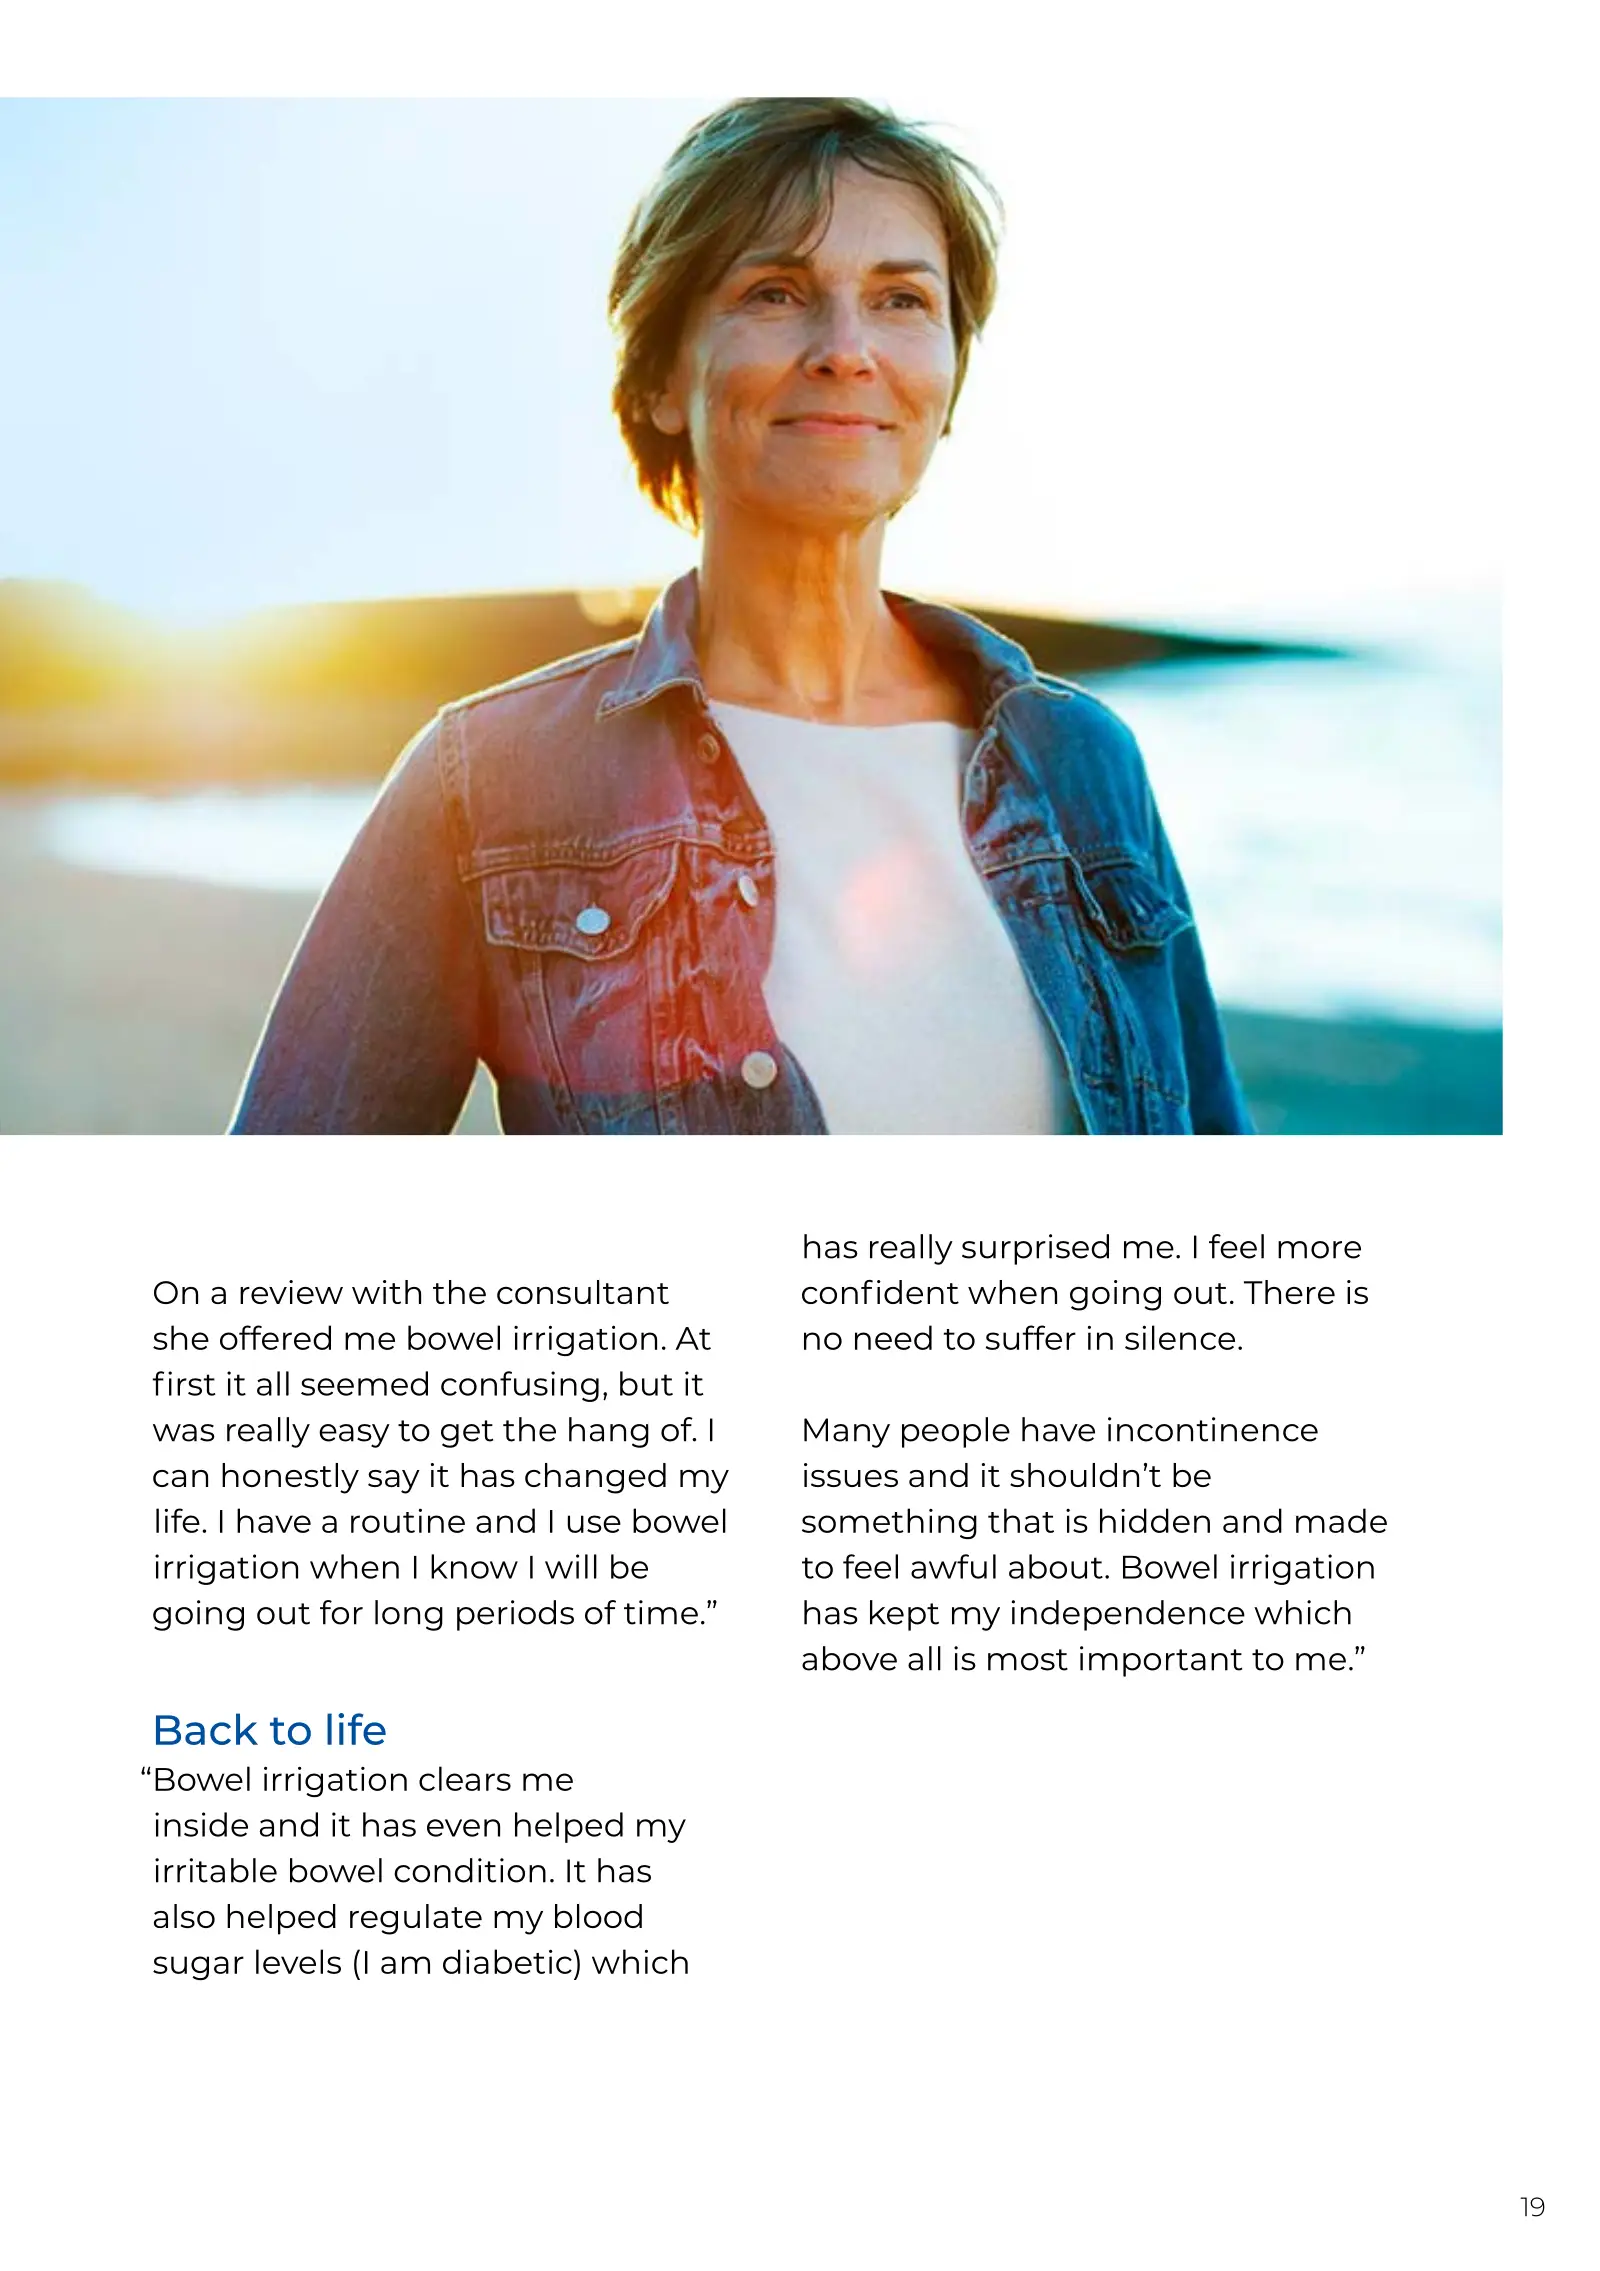 On a review with the consultant
she offered me bowel irrigation. At
first it all seemed confusing, but it
was really easy to get the hang of. I
can honestly say it has changed my
life. I have a routine and I use bowel
irrigation when I know I will be
going out for long periods of time.”
Back to life
“Bowel irrigation clears me
inside and it has even helped my
irritable bowel condition. It has
also helped regulate my blood
sugar levels (I am diabetic) which
has really surprised me. I feel more
confident when going out. There is
no need to suffer in silence.
Many people have incontinence
issues and it shouldn’t be
something that is hidden and made
to feel awful about. Bowel irrigation
has kept my independence which
above all is most important to me.”
19